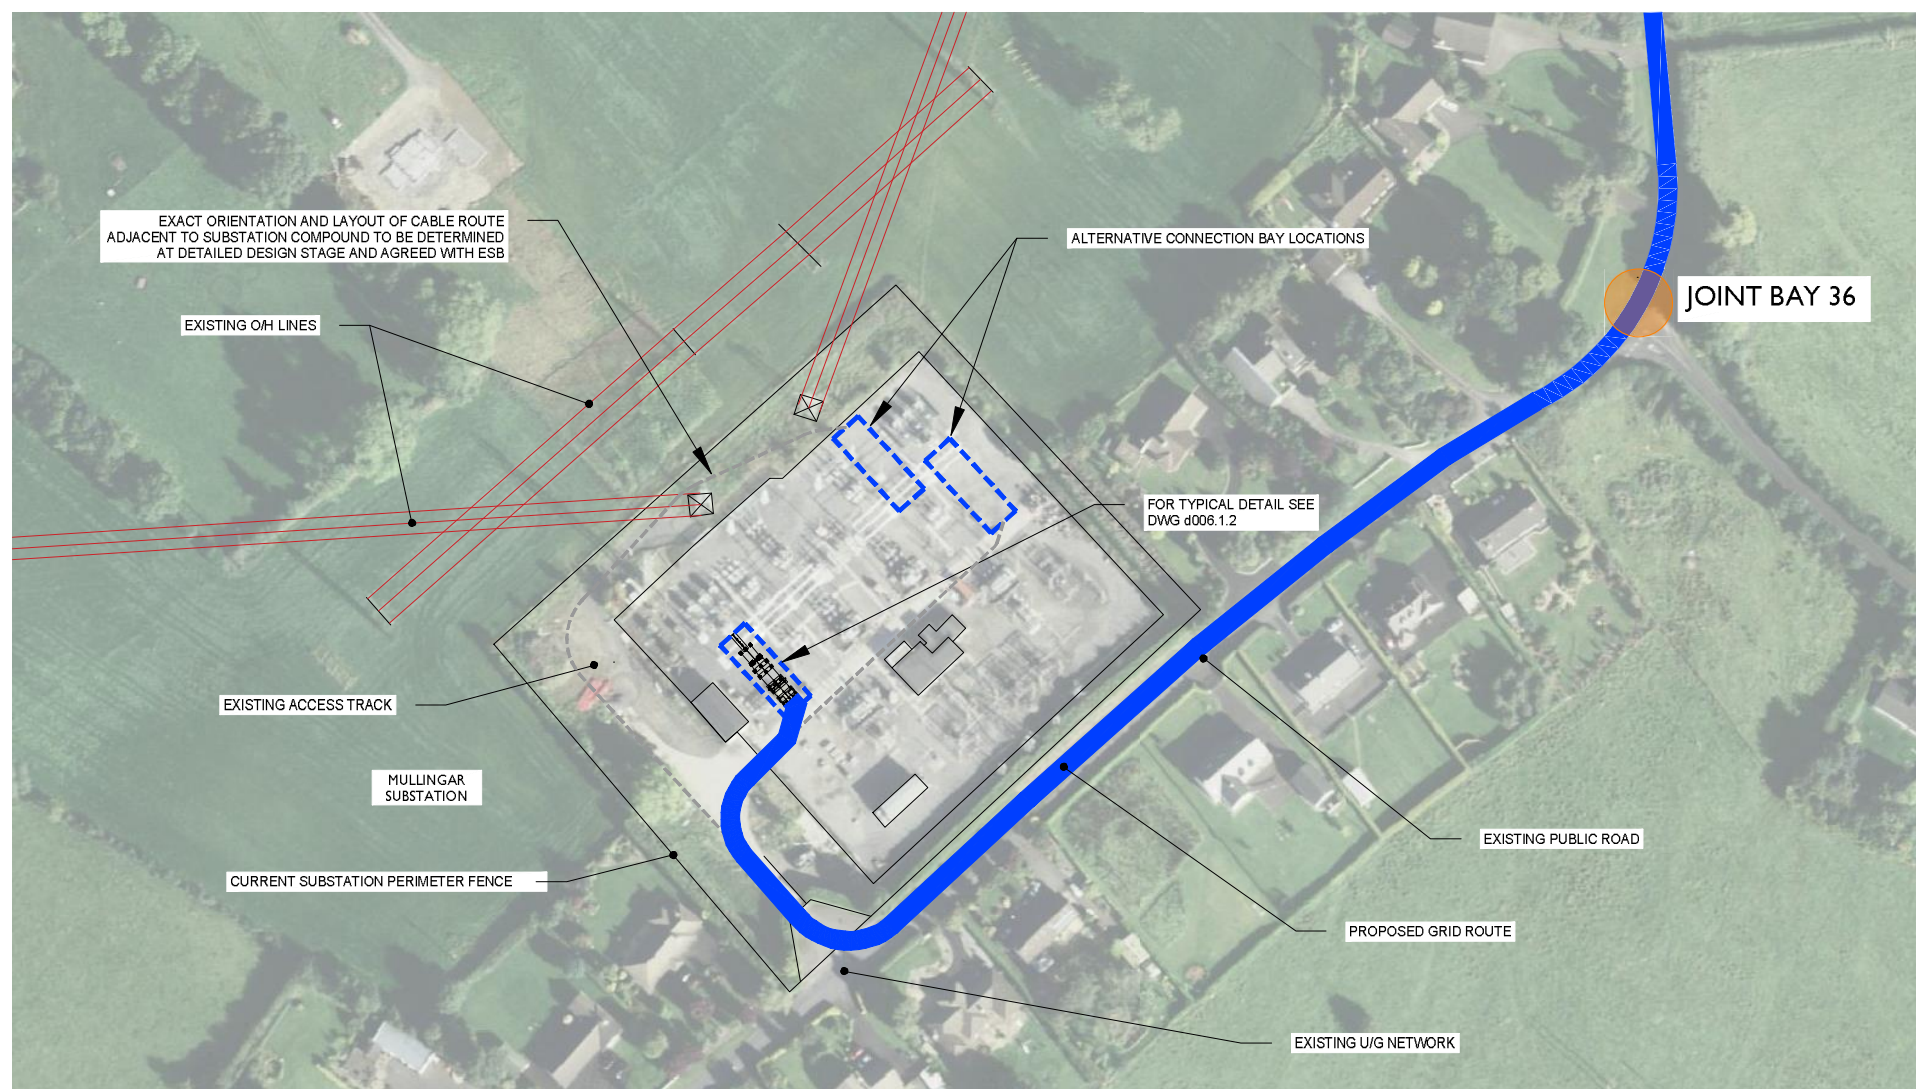 EXACT ORIENTATION AND LAYOUT OF CABLE ROUTE
ADJACENT TO SUBSTATION COMPOUND TO BE DETERMINED
AT DETAILED DESIGN STAGE AND AGREED WITH ESB
ALTERNATIVE CONNECTION BAY LOCATIONS
JOINT BAY 36
EXISTING O/H LINES
FOR TYPICAL DETAIL SEE
DWG d006.1.2
EXISTING ACCESS TRACK
MULLINGAR
SUBSTATION
EXISTING PUBLIC ROAD
CURRENT SUBSTATION PERIMETER FENCE
PROPOSED GRID ROUTE
EXISTING U/G NETWORK